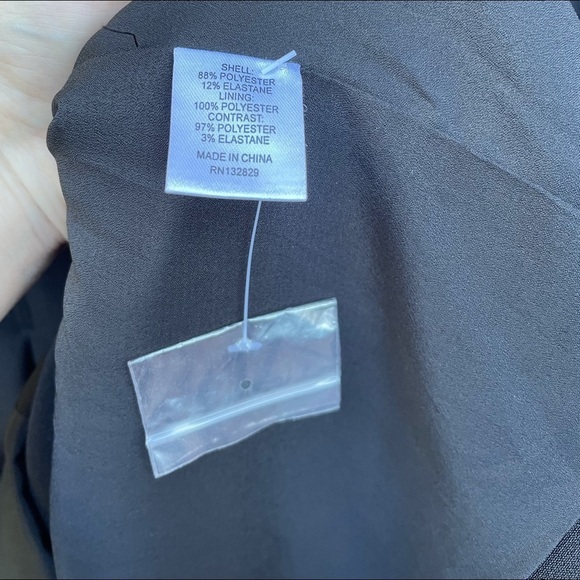 SHELL:
88% POLYESTER
12% ELASTANE
LINING:
100% POLYESTER
CONTRAST:
97% POLYESTER
3% ELASTANE
MADE IN CHINA
RN132829